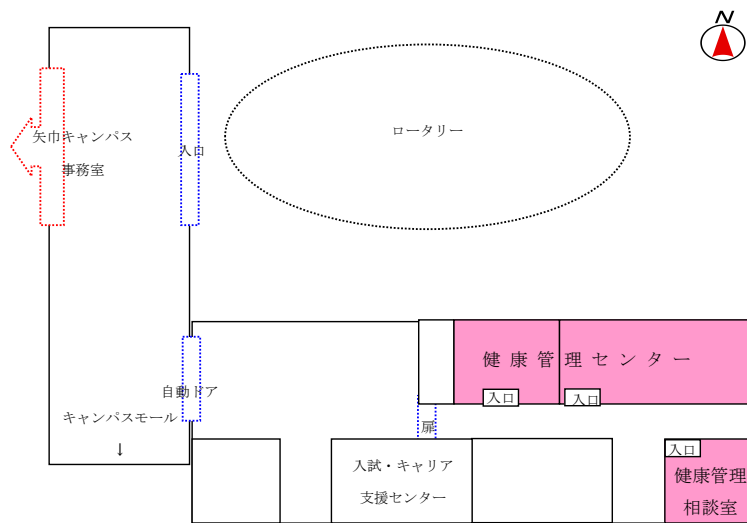 N
矢巾キャンパス
事務室
入口
ロータリー
健康管理センター
入口
入口
自動ドア
キャンパスモール
↓
扉
入試・キャリア
支援センター
入口
健康管理
相談室